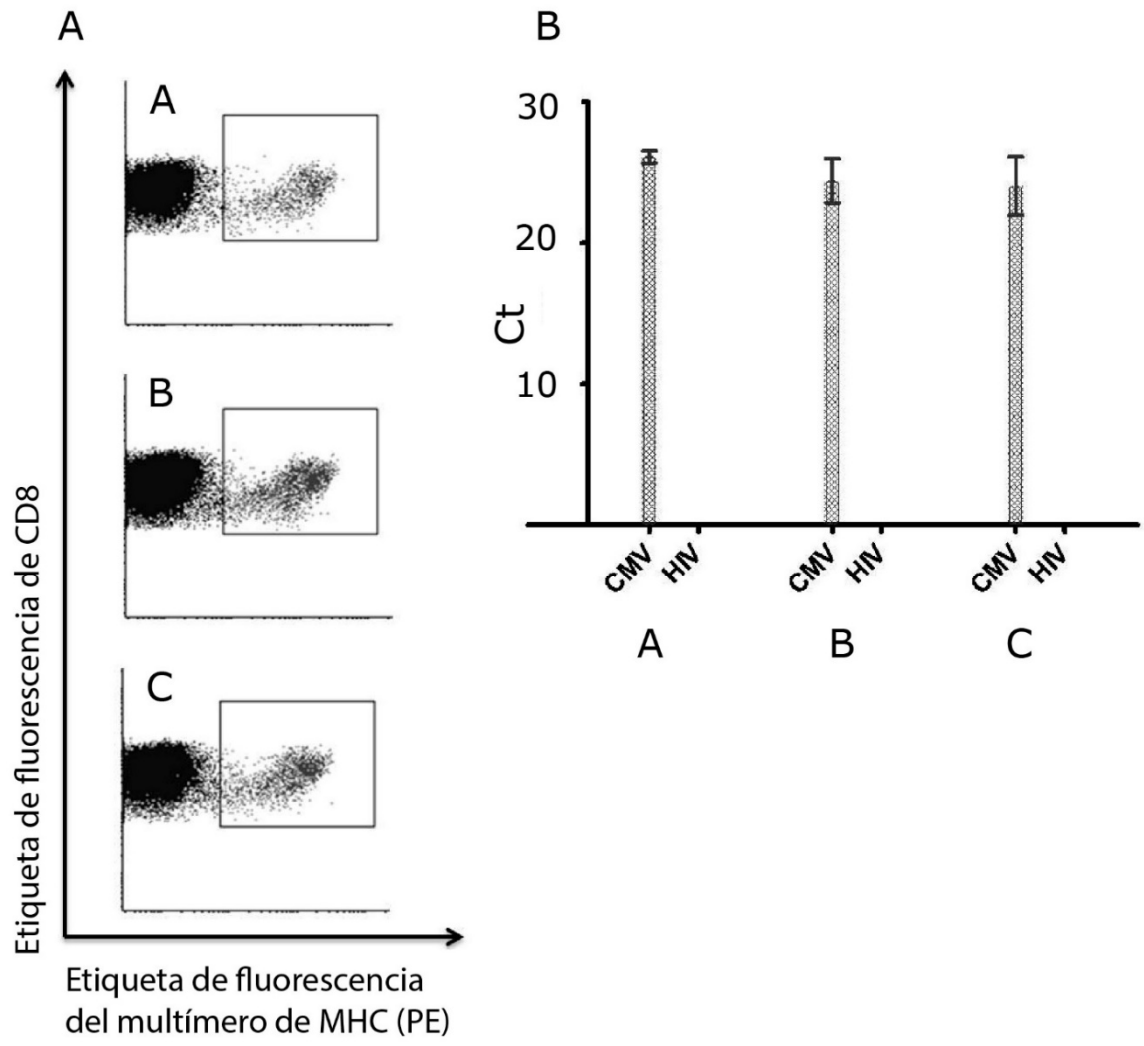 A
A
B
C
Etiqueta de fluorescencia de CD8
Etiqueta de fluorescencia
del multímero de MHC (PE)
B
30
20
10
Ct
CMV
HIV
CMV
HIV
CMV
HIV
A
B
C